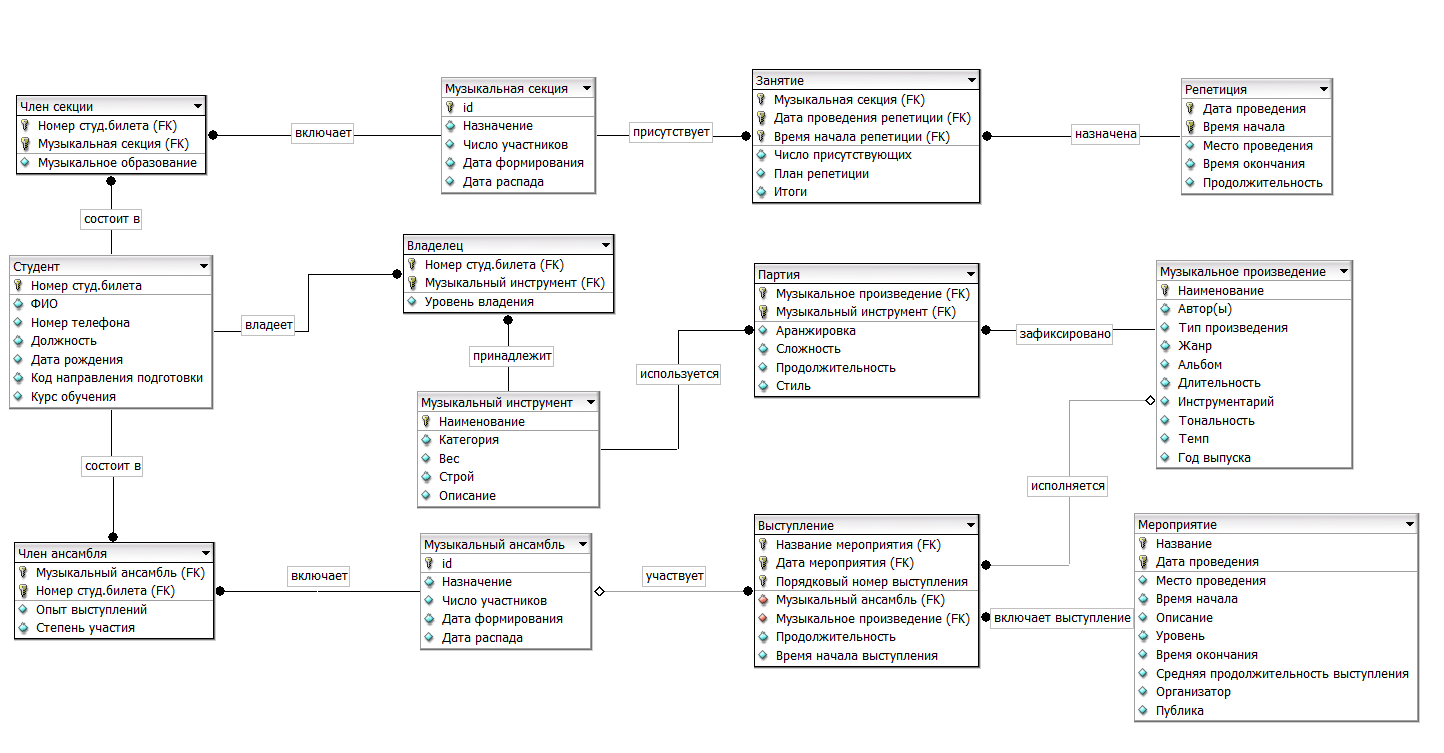 Член секции
Номер студ.билета (FK)
Музыкальная секция (FK)
Музыкальное образование
включает
Музыкальная секция
id
Назначение
Число участников
Дата формирования
Дата распада
присутствует
Занятие
Музыкальная секция (FK)
Дата проведения репетиции (FK)
Время начала репетиции (FK)
Число присутствующих
План репетиции
Итоги
назначена
Репетиция
Дата проведения
Время начала
Место проведения
Время окончания
Продолжительность
состоит в
Студент
Номер студ.билета
ФИО
Номер телефона
Должность
Дата рождения
Код направления подготовки
Курс обучения
владеет
Владелец
Номер студ.билета (FK)
Музыкальный инструмент (FK)
Уровень владения
принадлежит
Музыкальный инструмент
Наименование
Категория
Вес
Строй
Описание
используется
Партия
Музыкальное произведение (FK)
Музыкальный инструмент (FK)
Аранжировка
Сложность
Продолжительность
Стиль
зафиксировано
Музыкальное произведение
Наименование
Автор(ы)
Тип произведения
Жанр
Альбом
Длительность
Инструментарий
Тональность
Темп
Год выпуска
состоит в
исполняется
Член ансамбля
Музыкальный ансамбль (FK)
Номер студ.билета (FK)
Опыт выступлений
Степень участия
включает
Музыкальный ансамбль
id
Назначение
Число участников
Дата формирования
Дата распада
участвует
Выступление
Название мероприятия (FK)
Дата мероприятия (FK)
Порядковый номер выступления
Музыкальный ансамбль (FK)
Музыкальное произведение (FK)
Продолжительность
Время начала выступления
включает выступление
Мероприятие
Название
Дата проведения
Место проведения
Время начала
Описание
Уровень
Время окончания
Средняя продолжительность выступления
Организатор
Публика